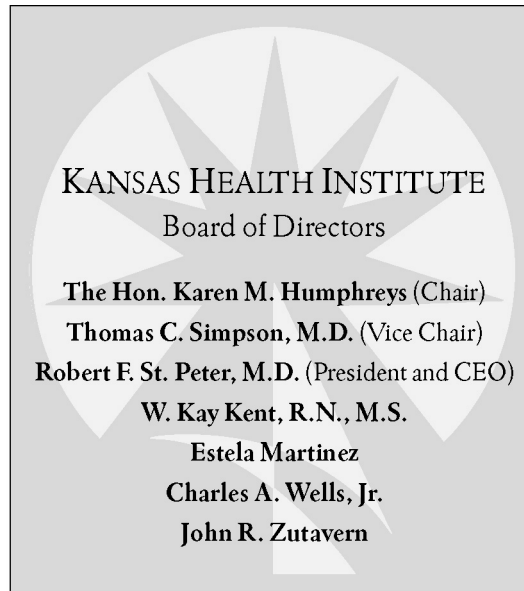 KANSAS HEALTH INSTITUTE
Board of Directors
The Hon. Karen M. Humphreys (Chair)
Thomas C. Simpson, M.D. (Vice Chair)
Robert F. St. Peter, M.D. (President and CEO)
W. Kay Kent, R.N., M.S.
Estela Martinez
Charles A. Wells, Jr.
John R. Zutavern